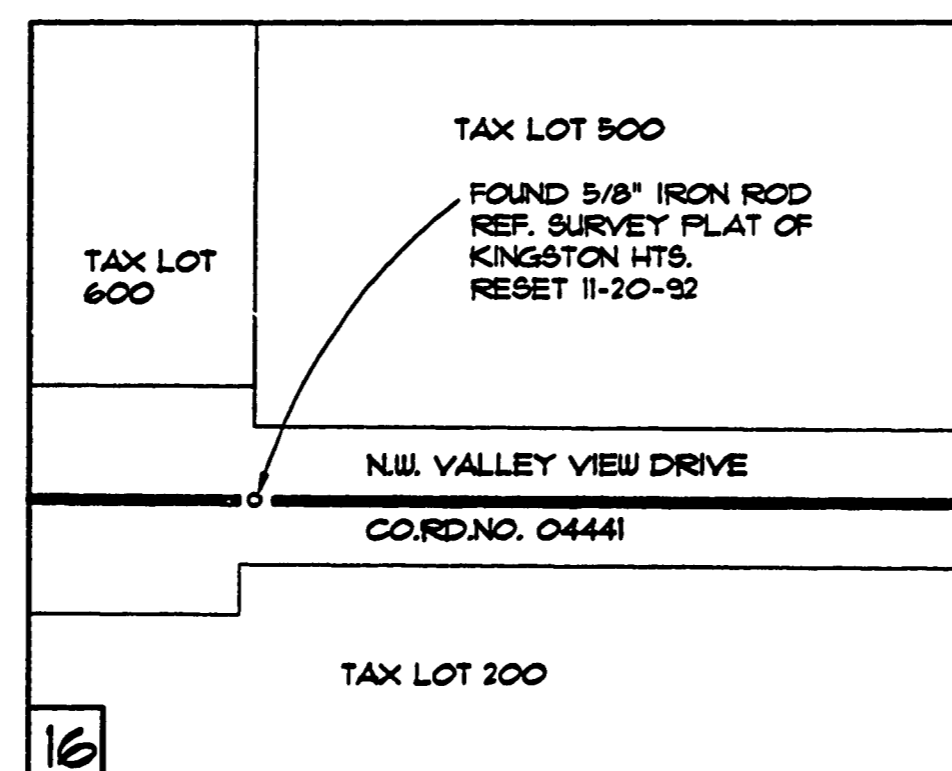 TAX LOT 500
FOUND 5/8" IRON ROD
REF. SURVEY PLAT OF
KINGSTON HTS.
RESET 11-20-92
TAX LOT
600
N.W. VALLEY VIEW DRIVE
CO.RD.NO. 04441
TAX LOT 200
16